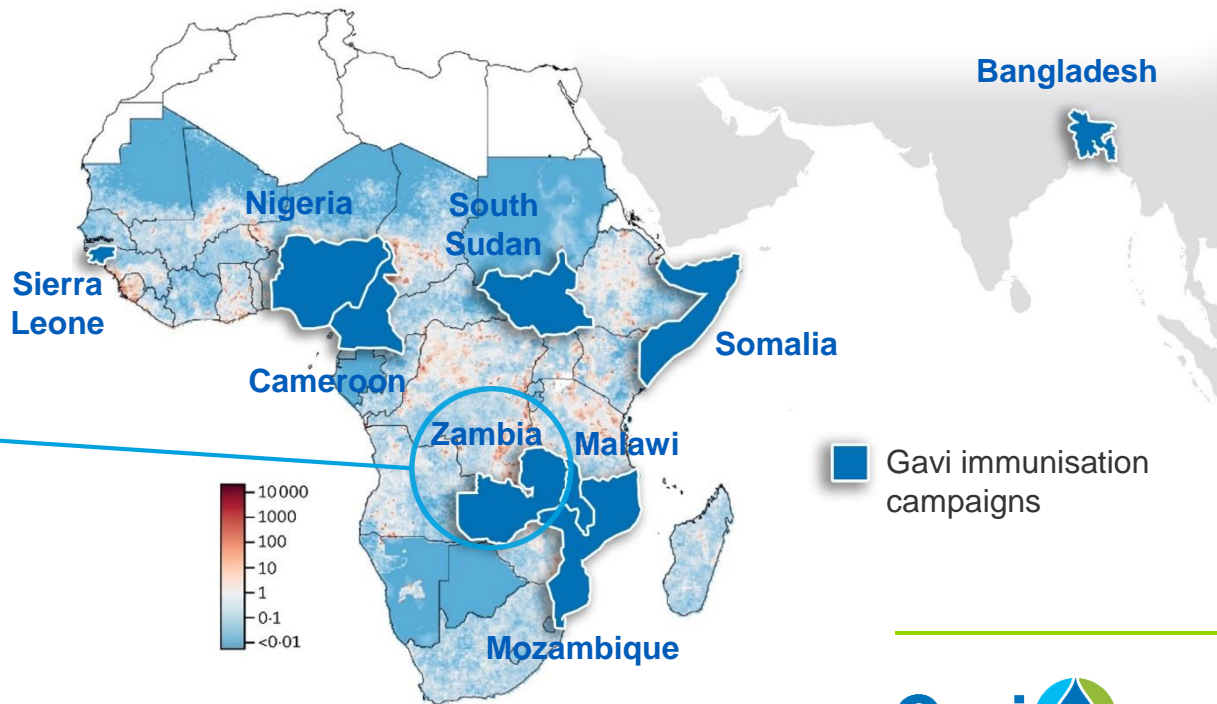 Bangladesh
Nigeria
South
Sudan
Sierra
Leone
Somalia
Cameroon
Zambia
Malawi
Gavi immunisation
campaigns
10 000
1000
100
10
1
0·1
<0·01
Mozambique